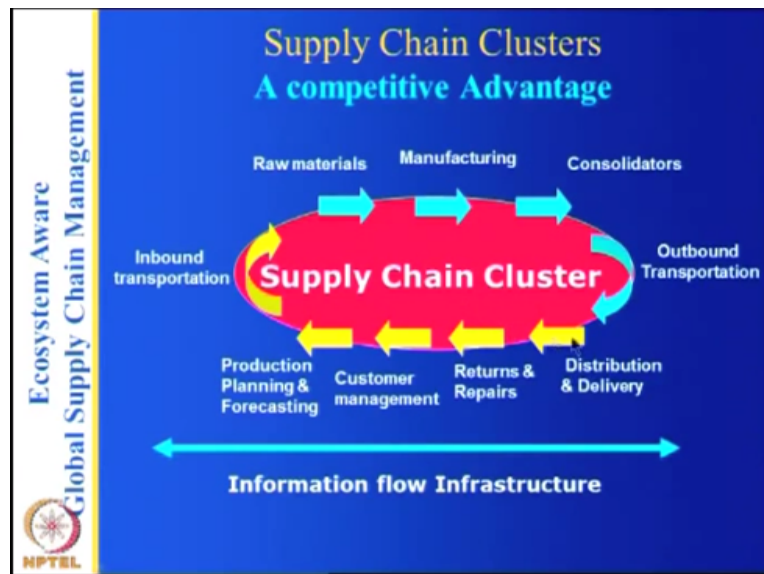 Supply Chain Clusters
A competitive Advantage
Raw materials
Manufacturing
Consolidators
Inbound
transportation
Supply Chain Cluster
Outbound
Transportation
Production
Planning &
Forecasting
Customer
management
Returns &
Repairs
Distribution
& Delivery
Information flow Infrastructure
Ecosystem Aware
Global Supply Chain Management
NPTEL